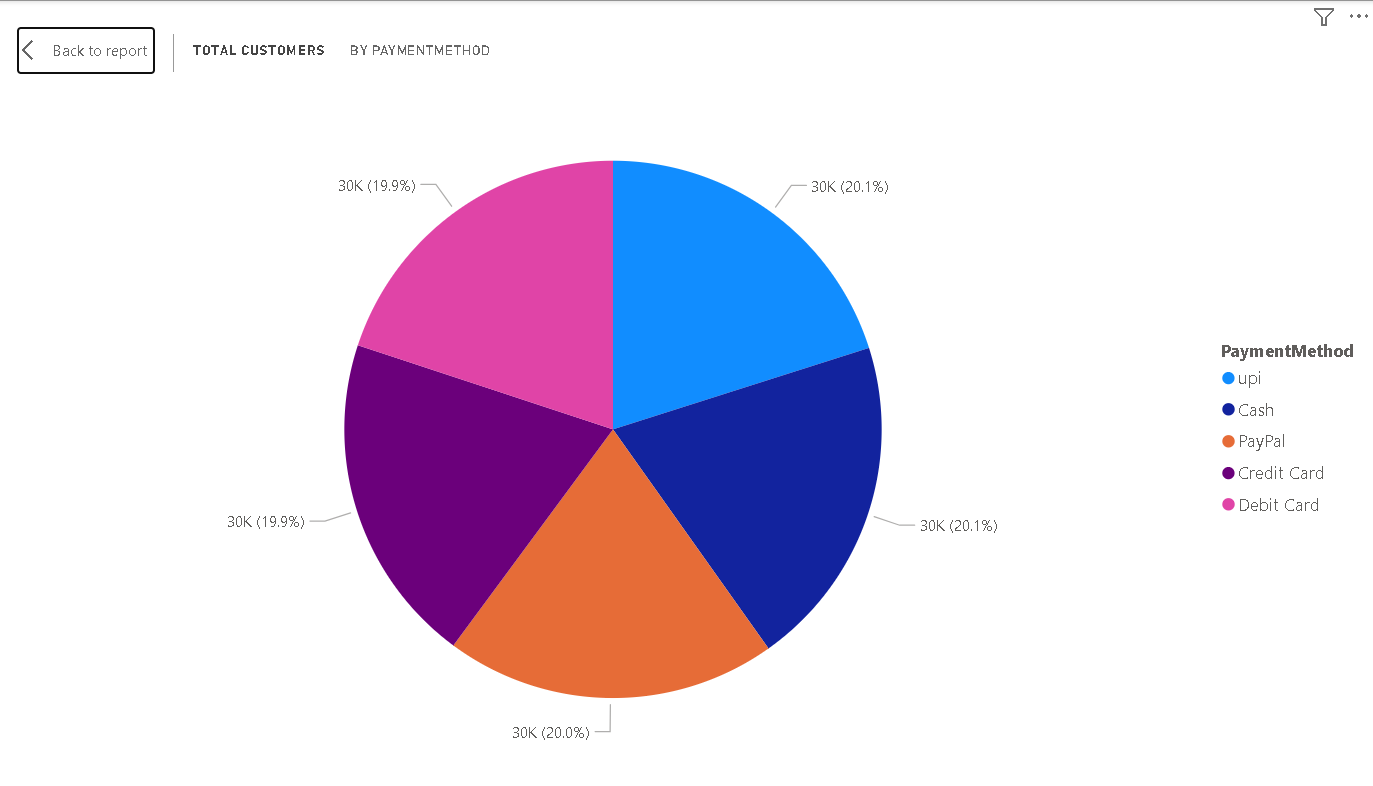 Back to report
TOTAL CUSTOMERS BY PAYMENTMETHOD
30K (19.9%)
30K (20.1%)
30K (19.9%)
30K (20.1%)
30K (20.0%)
PaymentMethod
upi
Cash
PayPal
Credit Card
Debit Card